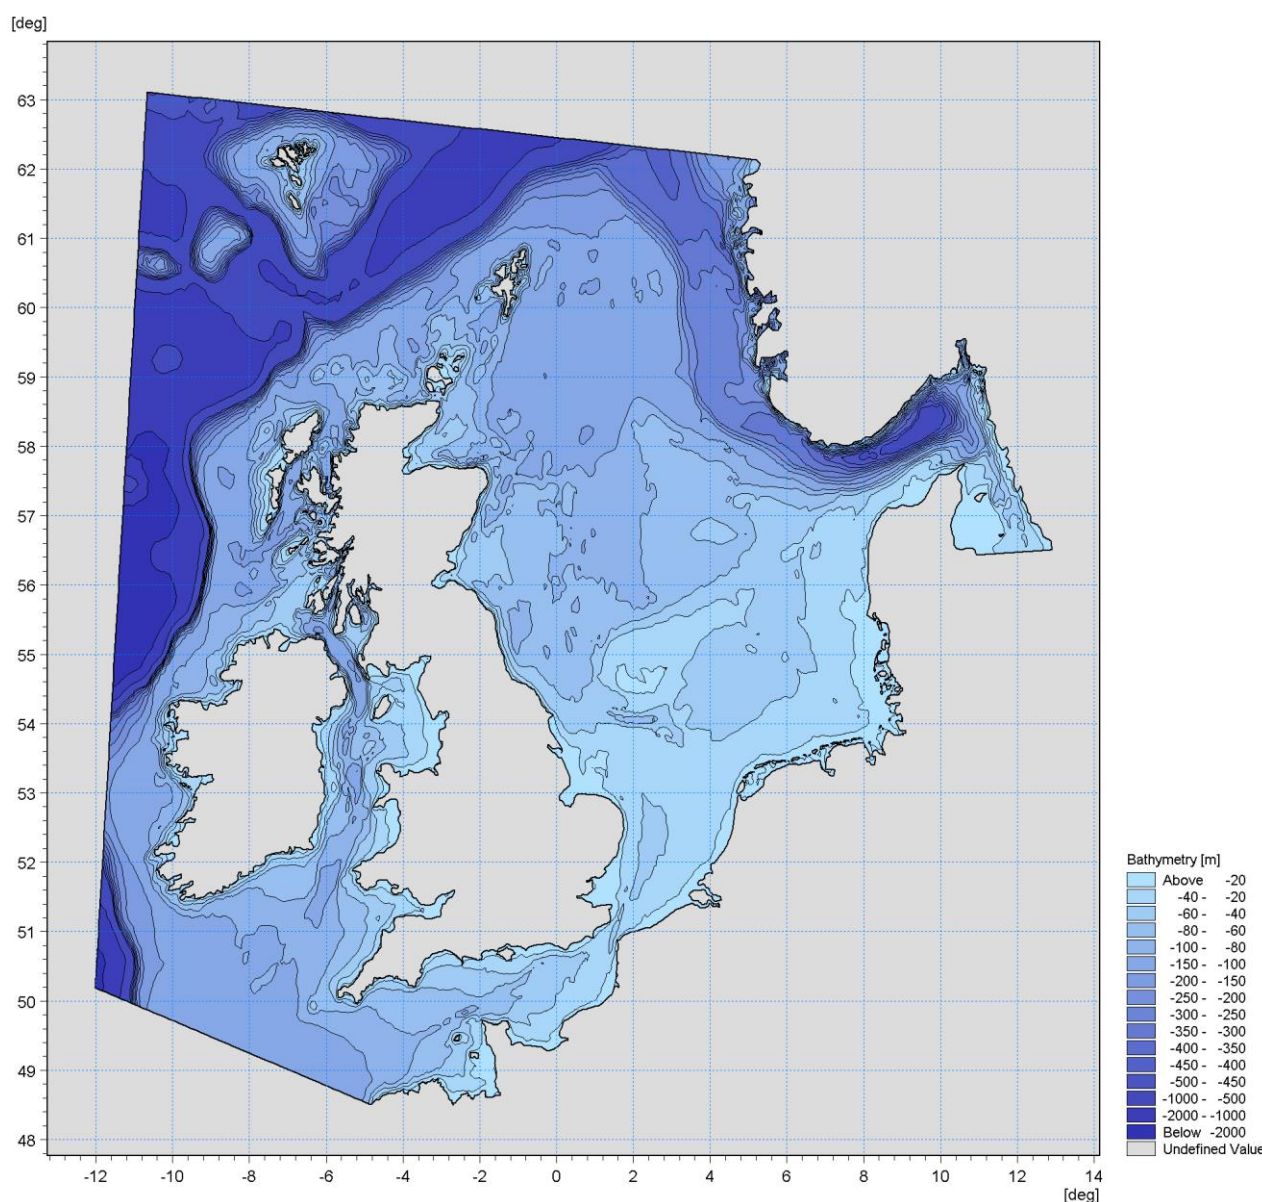 [deg]
63
62
61
60
59
58
57
56
55
54
53
52
51
50
49
48
-12 -10 -8 -6 -4 -2 0 2 4 6 8 10 12 14
[deg]
Bathymetry [m]
Above -20
-40 - -20
-60 - -40
-80 - -60
-100 - -80
-150 - -100
-200 - -150
-250 - -200
-300 - -250
-350 - -300
-400 - -350
-450 - -400
-500 - -450
-1000 - -500
-2000 - -1000
Below -2000
Undefined Value